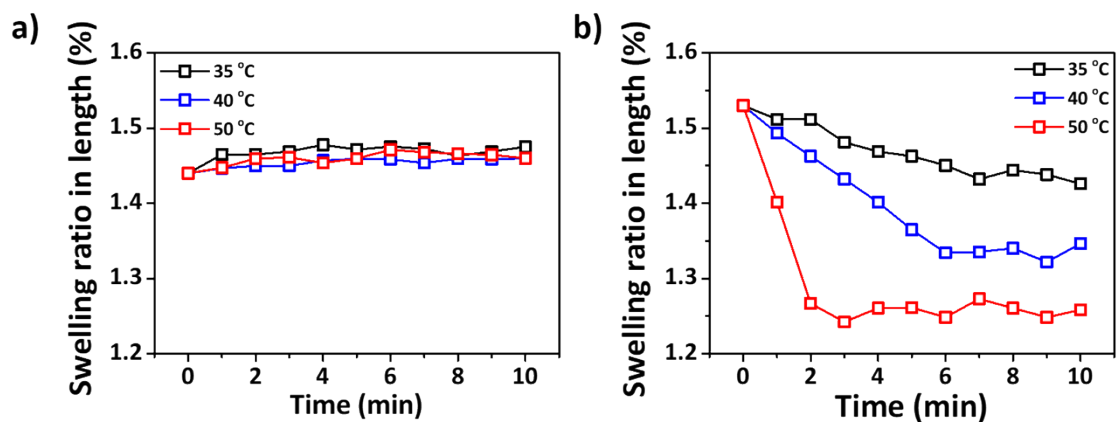 a)
Swelling ratio in length (%)
1.6
1.5
1.4
1.3
1.2
35 °C
40 °C
50 °C
0 2 4 6 8 10
Time (min)
b)
Swelling ratio in length (%)
1.6
1.5
1.4
1.3
1.2
35 °C
40 °C
50 °C
0 2 4 6 8 10
Time (min)